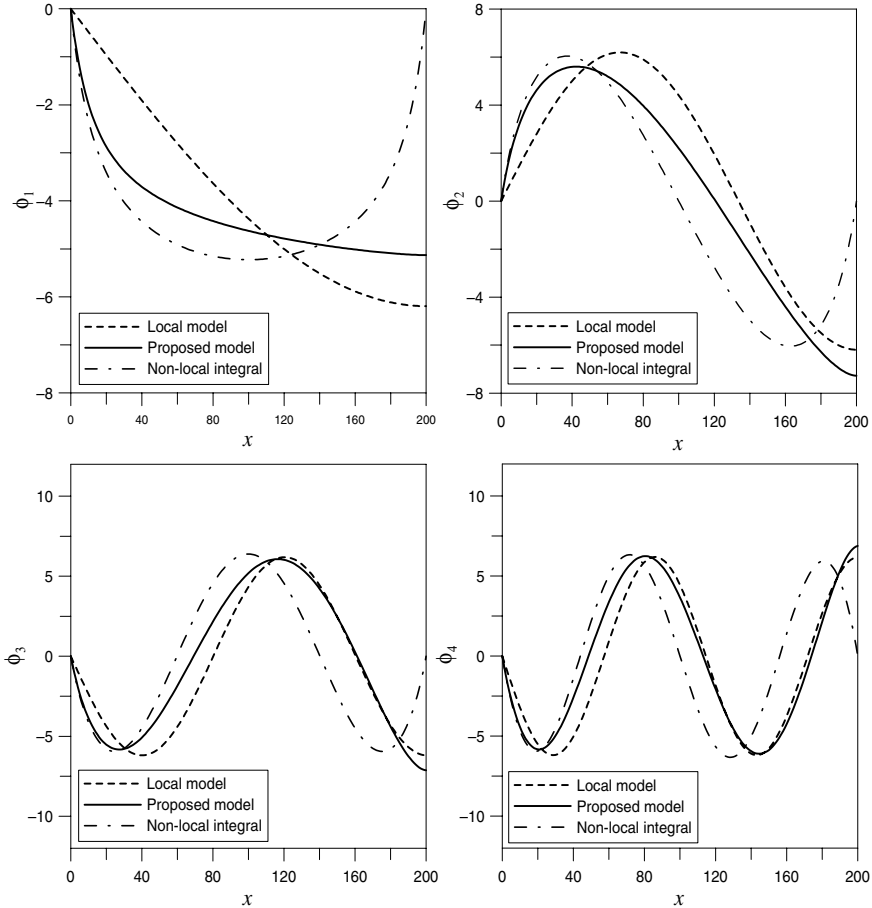 0
−2
−4
−6
−8
ϕ1
Local model
Proposed model
Non-local integral
0 40 80 120 160 200
x
8
4
0
−4
−8
ϕ2
Local model
Proposed model
Non-local integral
0 40 80 120 160 200
x
10
5
0
−5
−10
ϕ3
Local model
Proposed model
Non-local integral
0 40 80 120 160 200
x
10
5
0
−5
−10
ϕ4
Local model
Proposed model
Non-local integral
0 40 80 120 160 200
x